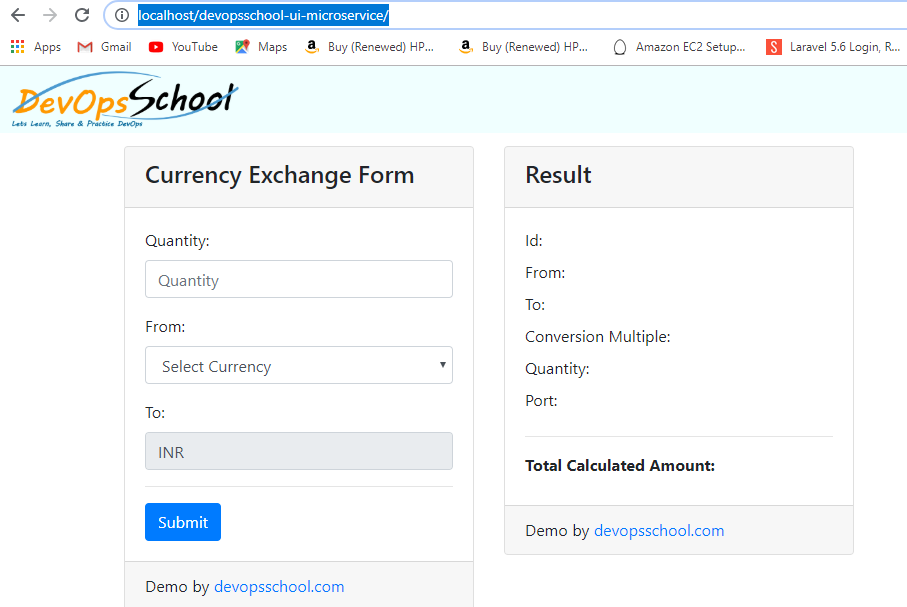 localhost/devopsschool-ui-microservice/
Apps Gmail YouTube Maps Buy (Renewed) HP... Buy (Renewed) HP... Amazon EC2 Setup... Laravel 5.6 Login, R...
DevOpsSchool
Lets Learn, Share & Practice DevOps
Currency Exchange Form
Quantity:
Quantity
From:
Select Currency
To:
INR
Submit
Demo by devopsschool.com
Result
Id:
From:
To:
Conversion Multiple:
Quantity:
Port:
Total Calculated Amount:
Demo by devopsschool.com